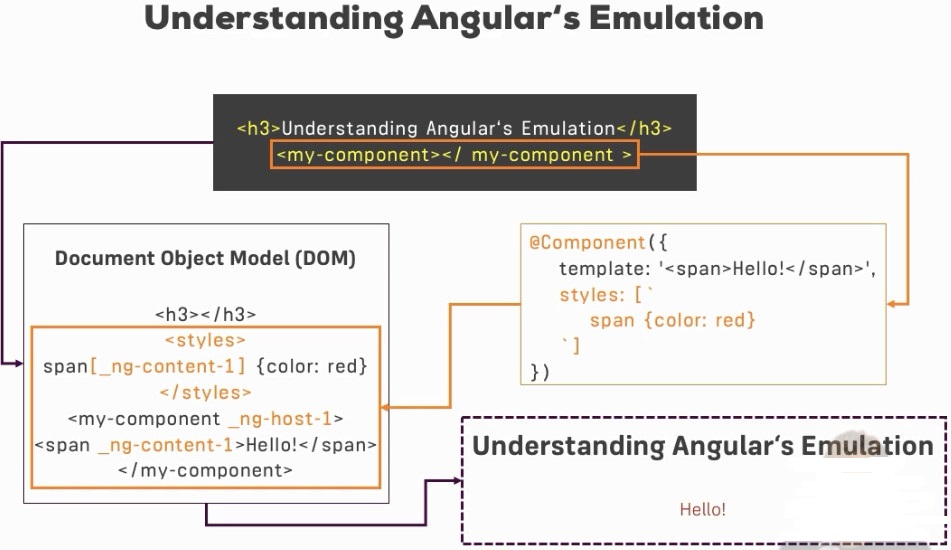 Understanding Angular‘s Emulation
<h3>Understanding Angular‘s Emulation</h3>
<my-component></ my-component >
Document Object Model (DOM)
<h3></h3>
<styles>
span[_ng-content-1] {color: red}
</styles>
<my-component _ng-host-1>
<span _ng-content-1>Hello!</span>
</my-component>
@Component({
template: '<span>Hello!</span>',
styles: [`
span {color: red}
`]
})
Understanding Angular‘s Emulation
Hello!